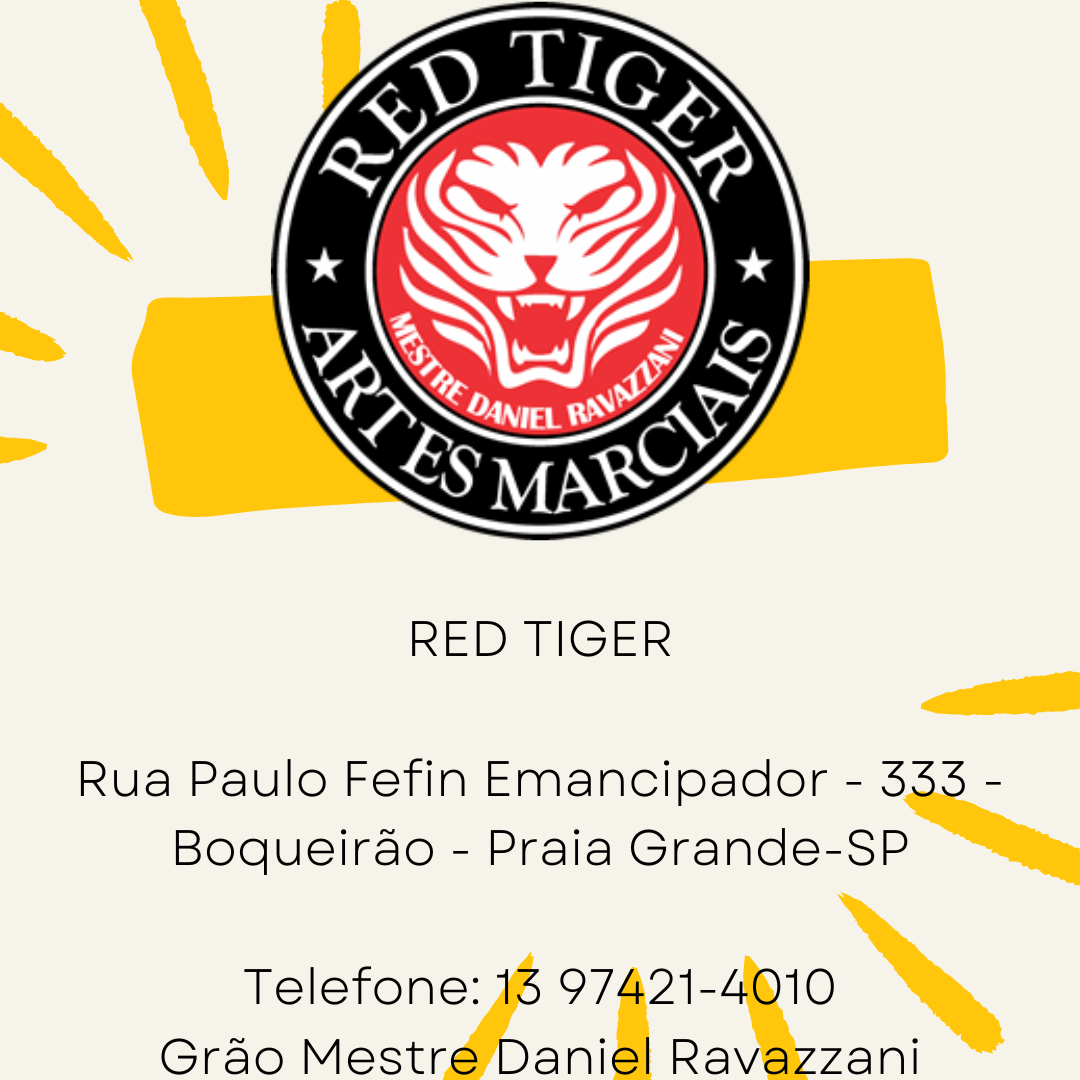 RED TIGER
MESTRE DANIEL RAVAZZANI
ARTES MARCIAIS
RED TIGER
Rua Paulo Fefin Emancipador - 333 -
Boqueirão - Praia Grande-SP
Telefone: 13 97421-4010
Grão Mestre Daniel Ravazzani